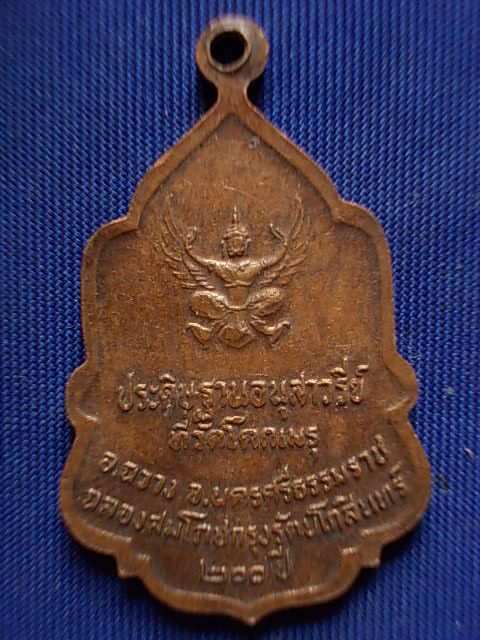 ประดิษฐานอนุสาวรีย์
ที่วัดโคกเมรุ
อ.ฉวาง จ.นครศรีธรรมราช
ฉลองสมโภชกรุงรัตนโกสินทร์
๒๐๐ ปี